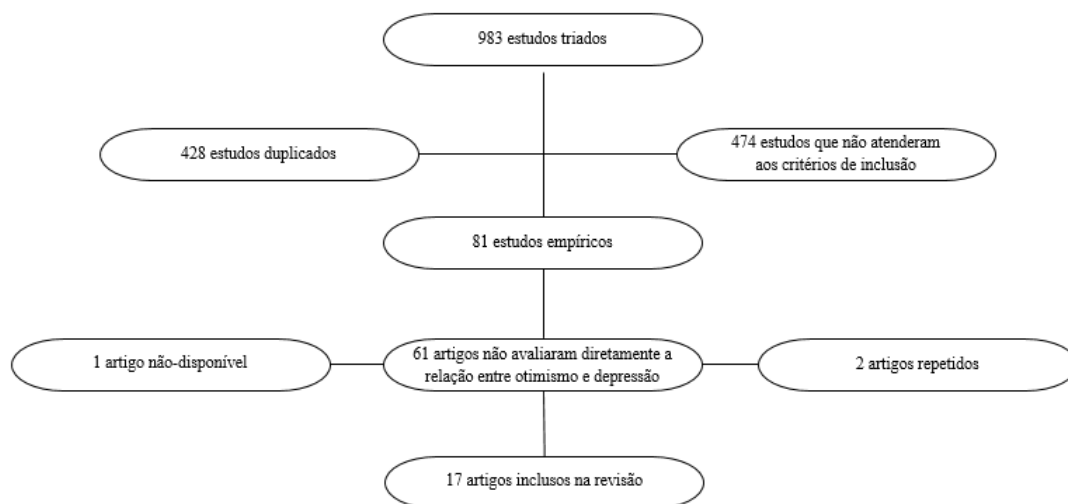 983 estudos triados
428 estudos duplicados
474 estudos que não atenderam
aos critérios de inclusão
81 estudos empíricos
1 artigo não-disponível
61 artigos não avaliaram diretamente a
relação entre otimismo e depressão
2 artigos repetidos
17 artigos inclusos na revisão